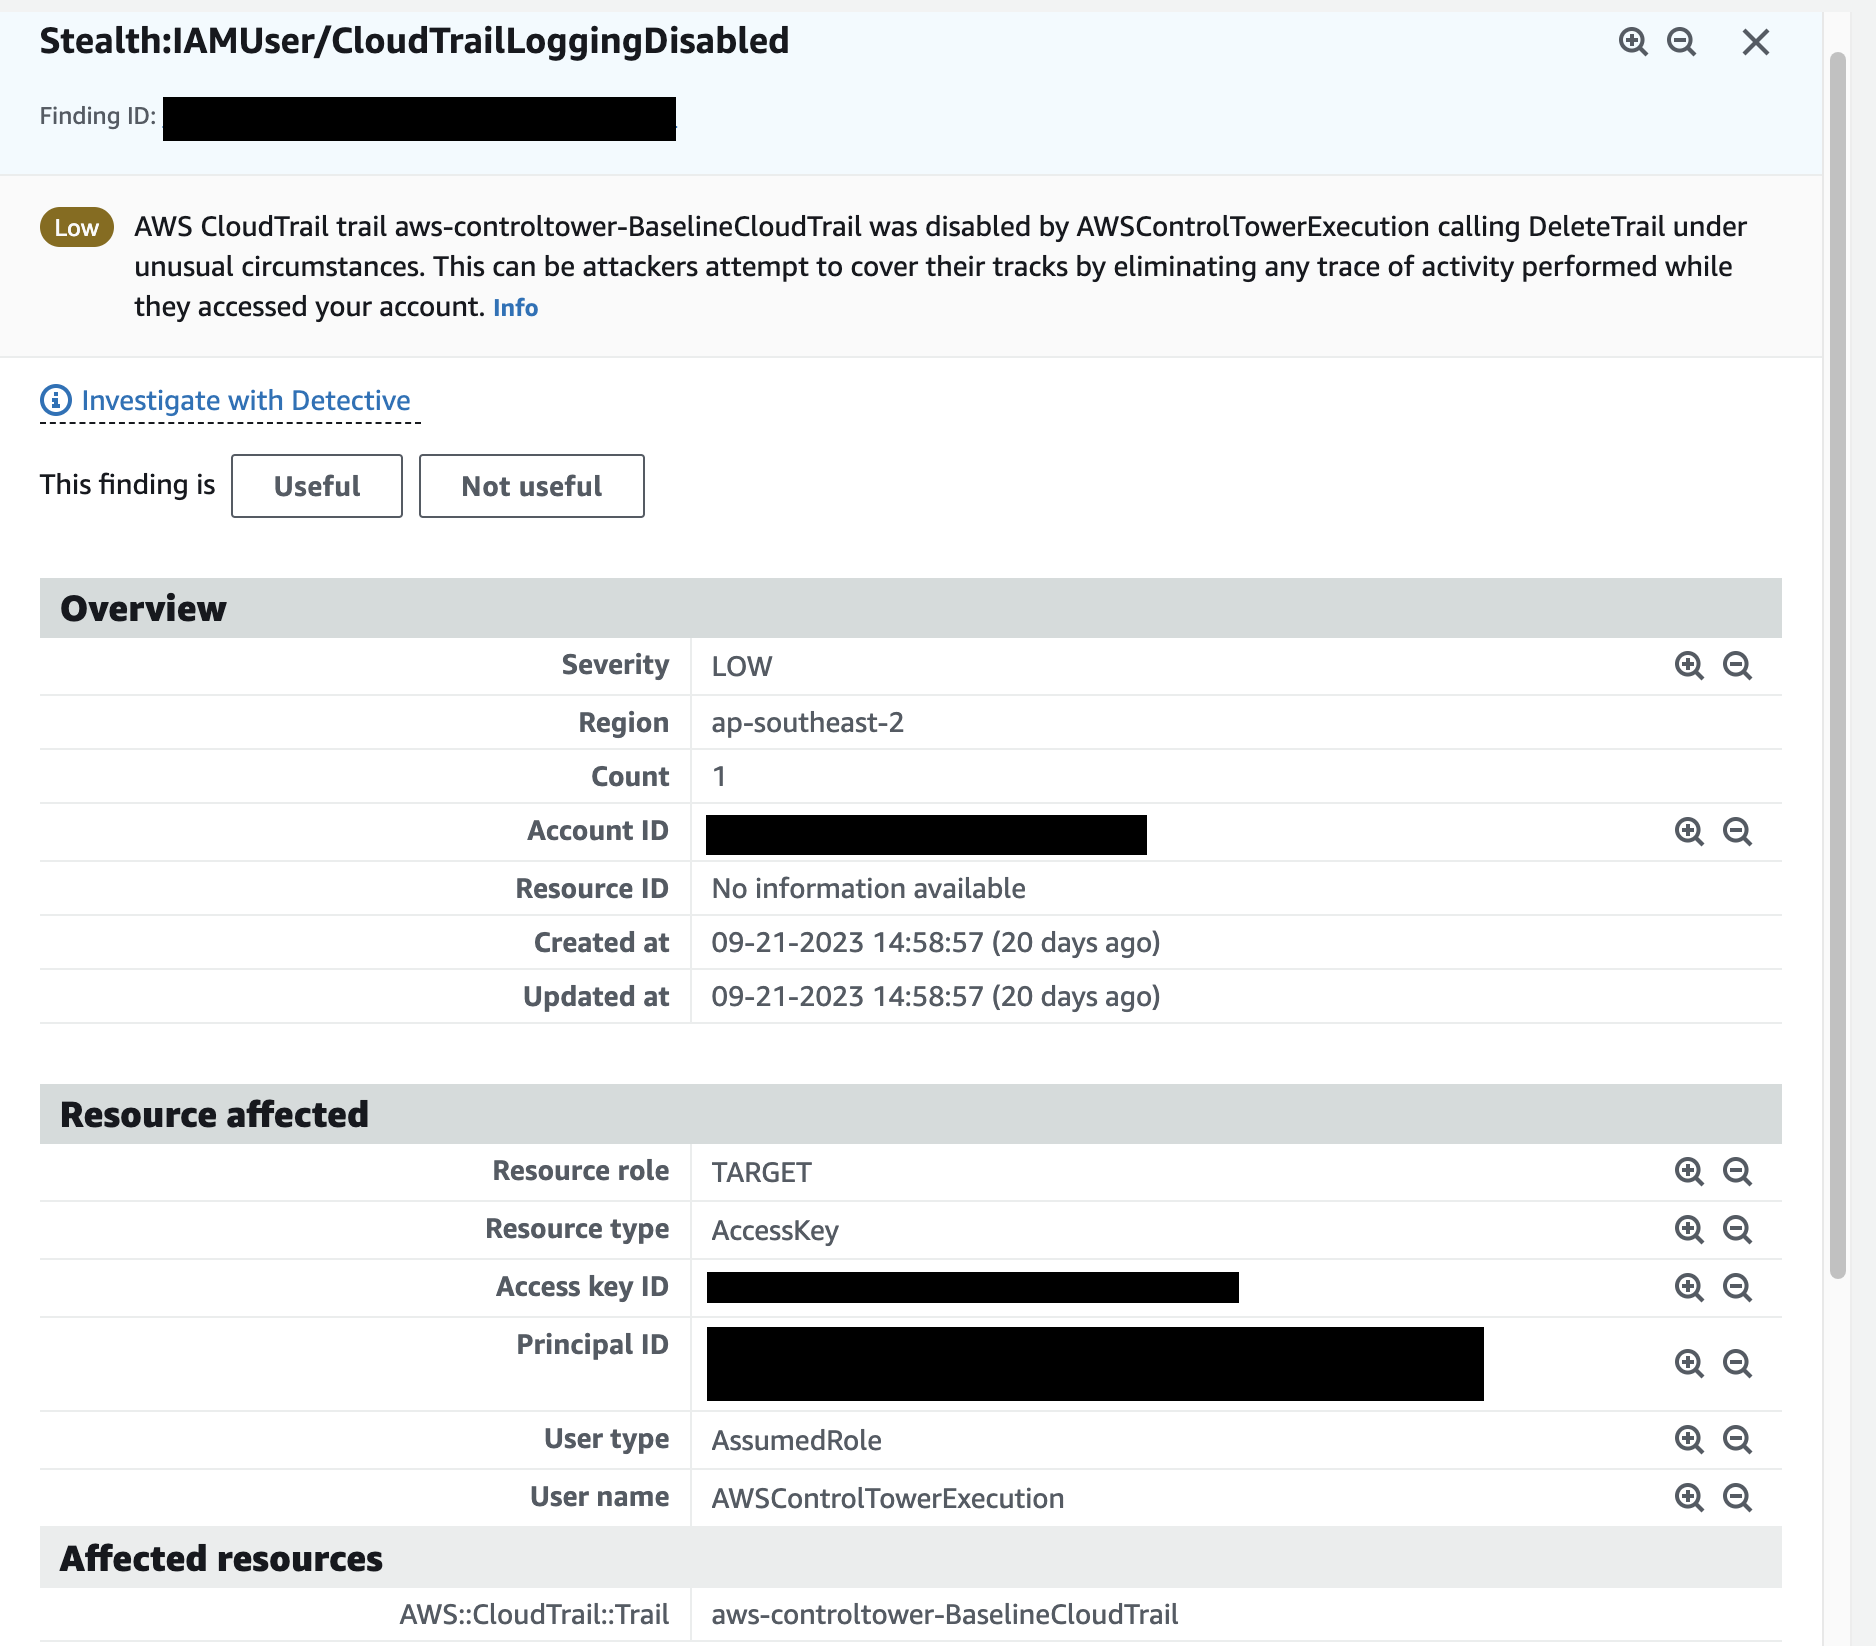 Stealth:IAMUser/CloudTrailLoggingDisabled
Finding ID:
Low
AWS CloudTrail trail aws-controltower-BaselineCloudTrail was disabled by AWSControlTowerExecution calling DeleteTrail under
unusual circumstances. This can be attackers attempt to cover their tracks by eliminating any trace of activity performed while
they accessed your account. Info
Investigate with Detective
This finding is Useful Not useful
Overview
Severity LOW
Region ap-southeast-2
Count 1
Account ID
Resource ID No information available
Created at 09-21-2023 14:58:57 (20 days ago)
Updated at 09-21-2023 14:58:57 (20 days ago)
Resource affected
Resource role TARGET
Resource type AccessKey
Access key ID
Principal ID
User type AssumedRole
User name AWSControlTowerExecution
Affected resources
AWS::CloudTrail::Trail aws-controltower-BaselineCloudTrail